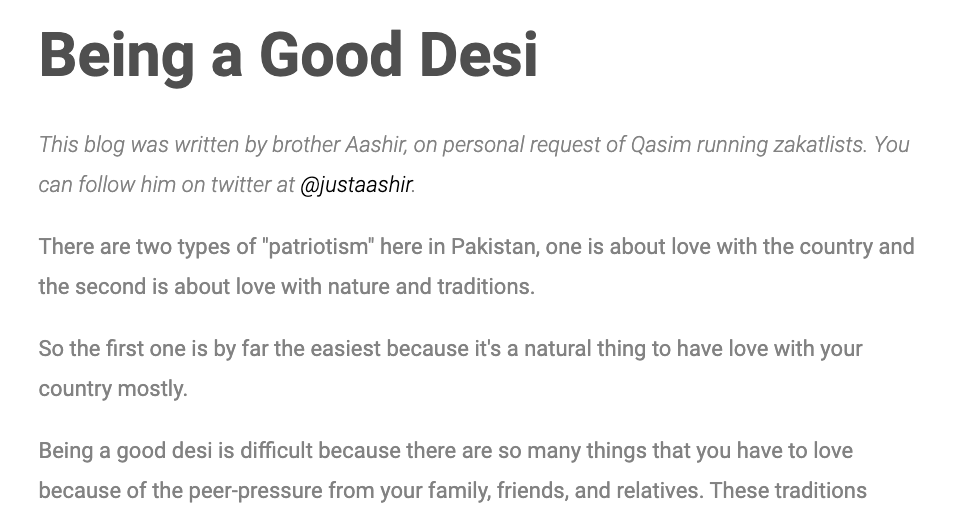 Being a Good Desi
This blog was written by brother Aashir, on personal request of Qasim running zakatlists. You
can follow him on twitter at @justaashir.
There are two types of "patriotism" here in Pakistan, one is about love with the country and
the second is about love with nature and traditions.
So the first one is by far the easiest because it's a natural thing to have love with your
country mostly.
Being a good desi is difficult because there are so many things that you have to love
because of the peer-pressure from your family, friends, and relatives. These traditions